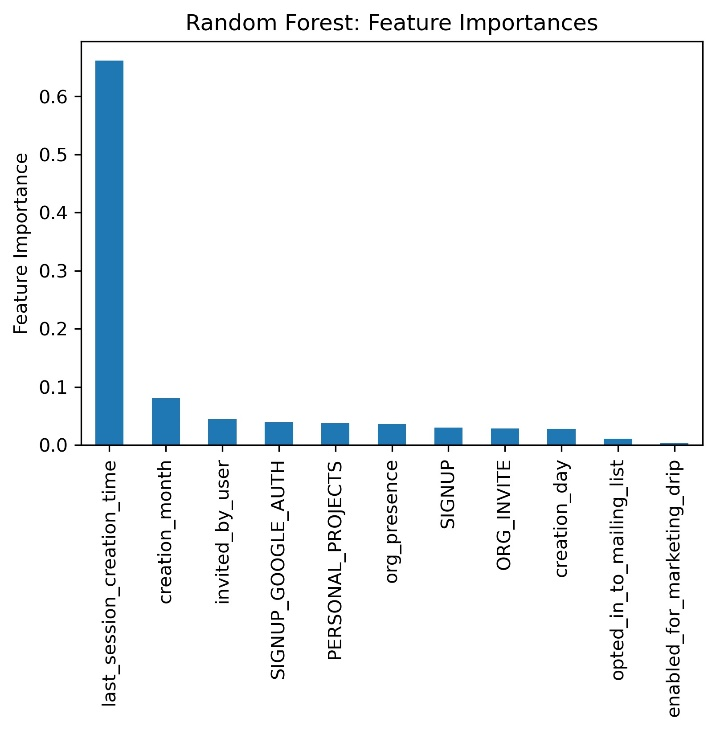 Random Forest: Feature Importances
Feature Importance
0.6
0.5
0.4
0.3
0.2
0.1
0.0
last_session_creation_time
creation_month
invited_by_user
SIGNUP_GOOGLE_AUTH
PERSONAL_PROJECTS
org_presence
SIGNUP
ORG_INVITE
creation_day
opted_in_to_mailing_list
enabled_for_marketing_drip